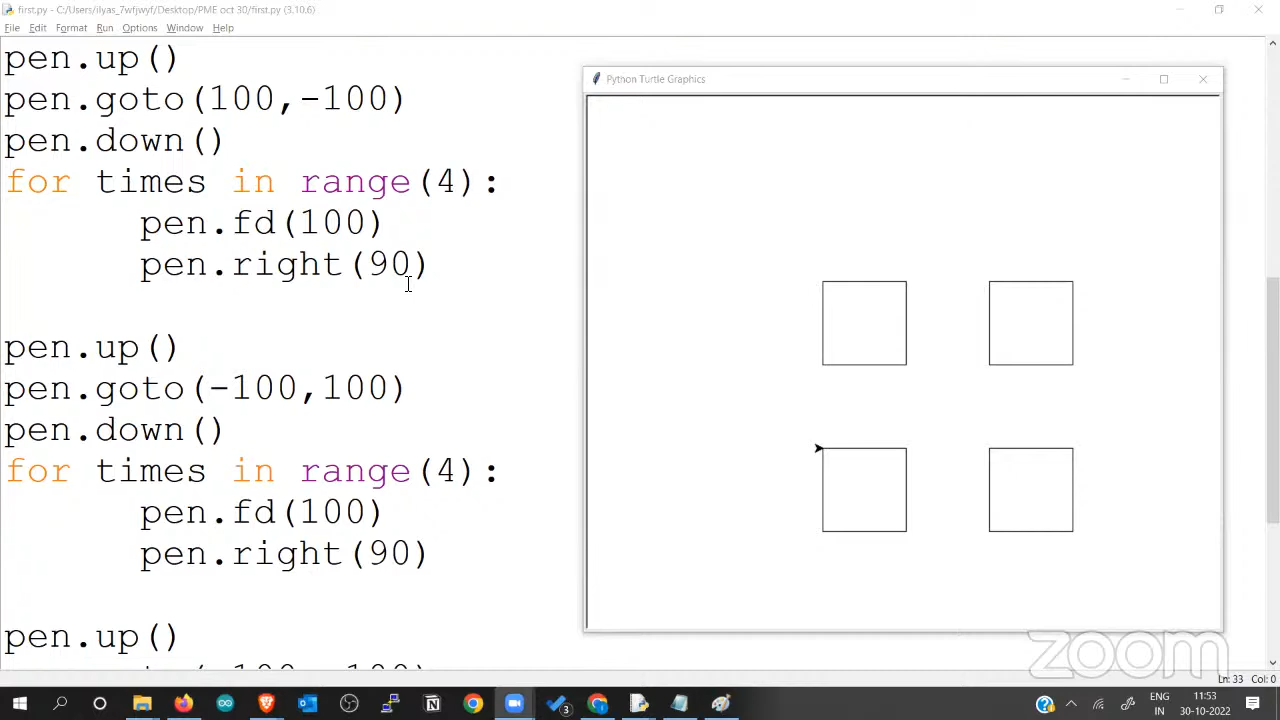 first.py - C:/Users/ilyas_7wfjwyf/Desktop/PME oct 30/first.py (3.10.6)
File Edit Format Run Options Window Help
pen.up()
pen.goto(100,-100)
pen.down()
for times in range(4):
pen.fd(100)
pen.right(90)
pen.up()
pen.goto(-100,100)
pen.down()
for times in range(4):
pen.fd(100)
pen.right(90)
pen.up()
Python Turtle Graphics
zoom
Ln: 33 Col: 0
3
ENG
IN
11:53
30-10-2022